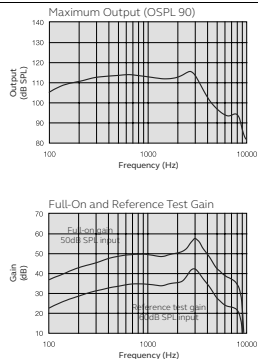 Maximum Output (OSPL 90)
140
130
120
110
100
90
80
Output
(dB SPL)
100
1000
10000
Frequency (Hz)
Full-On and Reference Test Gain
70
60
50
40
30
20
10
Gain
(dB)
Full-on gain
50dB SPL input
Reference test gain
60dB SPL input
100
1000
10000
Frequency (Hz)